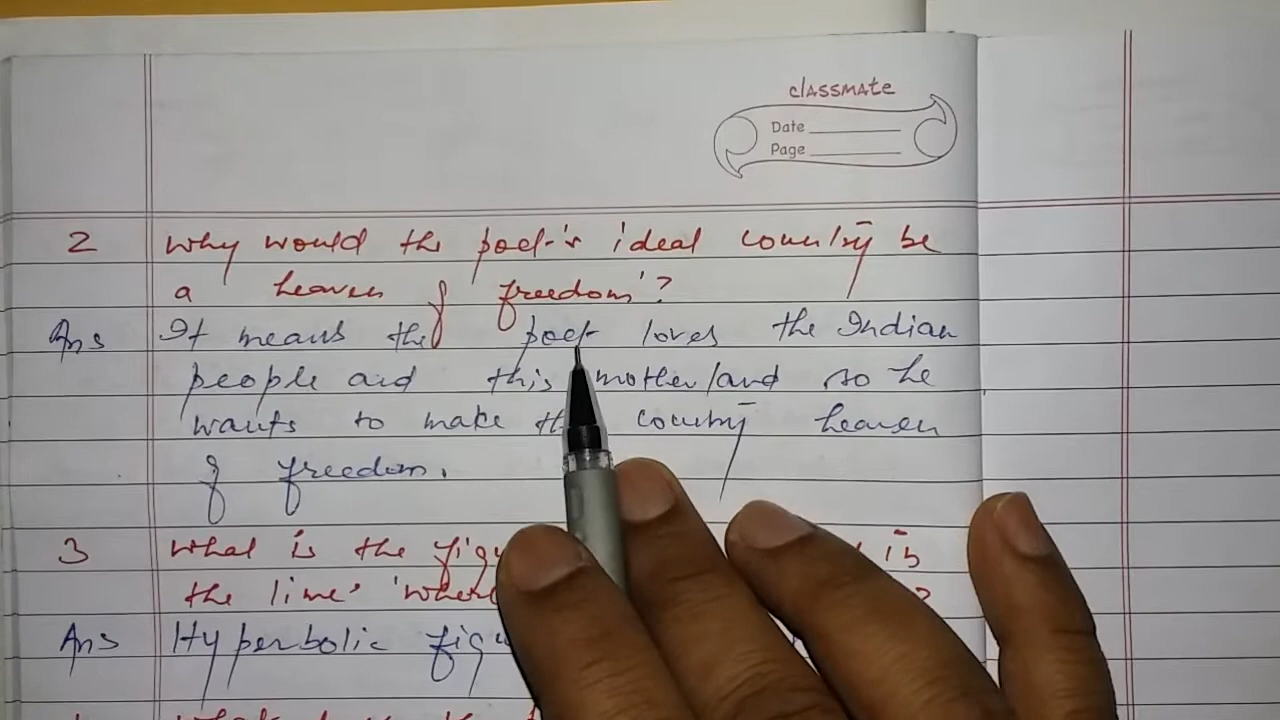 classmate
Date
Page
2 Why would the poet's ideal country be
a heaven of freedom'?
Ans It means the poet loves the Indian
people and this motherland so he
wants to make the country heaven
of freedom.
3 What is the in
the line 'where ?
Ans Hyperbolic